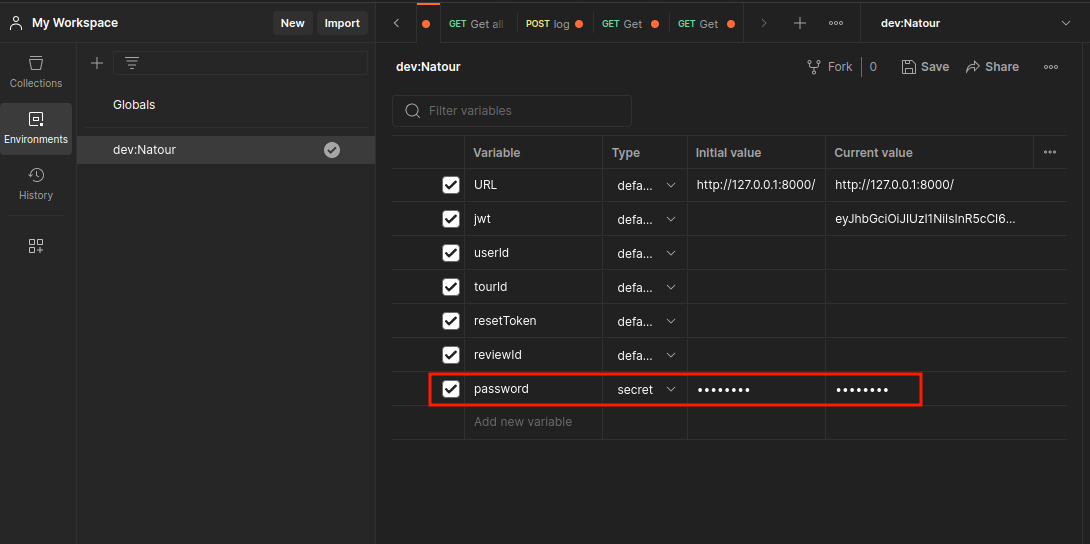 My Workspace
New
Import
GET Get all
POST log
GET Get
GET Get
dev:Natour
Collections
Environments
History
Globals
dev:Natour
dev:Natour
Fork
0
Save
Share
Filter variables
Variable Type Initial value Current value
URL defa... http://127.0.0.1:8000/ http://127.0.0.1:8000/
jwt defa... eyJhbGciOiJIUzI1NiIsInR5cCI6...
userId defa...
tourId defa...
resetToken defa...
reviewId defa...
password secret •••••••• ••••••••
Add new variable